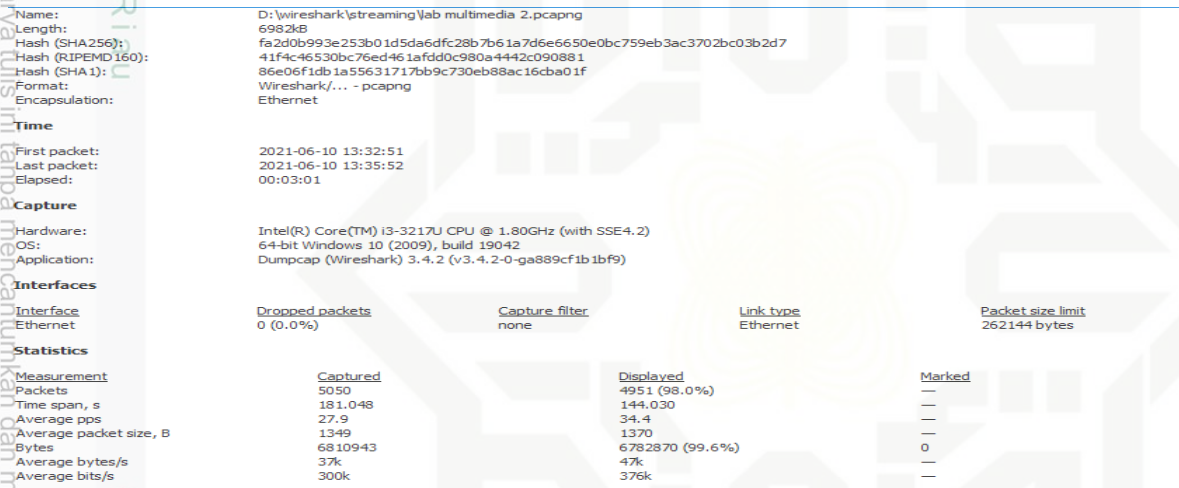 Name: D:\wireshark\streaming\lab multimedia 2.pcapng
Length: 6982kB
Hash (SHA256): fa2d0b993e253b01d5da6dfc28b7b61a7d6e6650e0bc759eb3ac3702bc03b2d7
Hash (RIPEMD160): 41f4c46530bc76ed461afdd0c980a4442c090881
Hash (SHA1): 86e06f1db1a55631717bb9c730eb88ac16cba01f
Format: Wireshark/... - pcapng
Encapsulation: Ethernet
Time
First packet: 2021-06-10 13:32:51
Last packet: 2021-06-10 13:35:52
Elapsed: 00:03:01
Capture
Hardware: Intel(R) Core(TM) i3-3217U CPU @ 1.80GHz (with SSE4.2)
OS: 64-bit Windows 10 (2009), build 19042
Application: Dumpcap (Wireshark) 3.4.2 (v3.4.2-0-ga889cf1b1bf9)
Interfaces
Interface Dropped packets Capture filter Link type Packet size limit
Ethernet 0 (0.0%) none Ethernet 262144 bytes
Statistics
Measurement Captured Displayed Marked
Packets 5050 4951 (98.0%) —
Time span, s 181.048 144.030 —
Average pps 27.9 34.4 —
Average packet size, B 1349 1370 —
Bytes 6810943 6782870 (99.6%) 0
Average bytes/s 37k 47k —
Average bits/s 300k 376k —
Riau
tulis ini tanpa mencantumkan dan